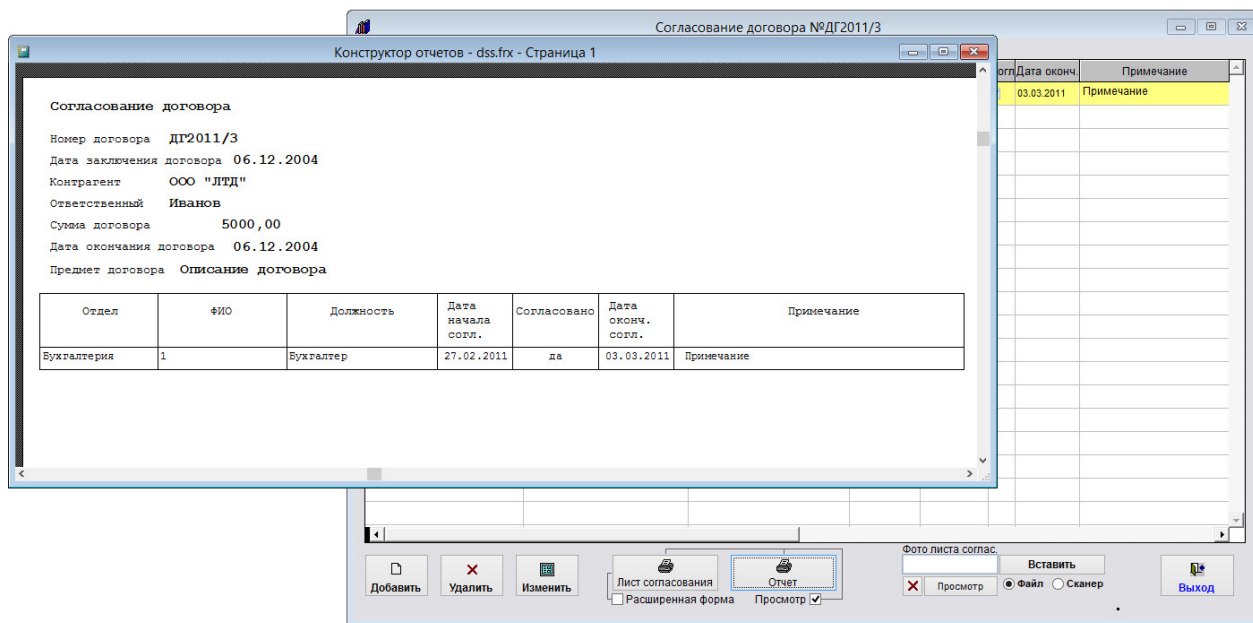 Согласование договора №ДГ2011/3
Конструктор отчетов - dss.frx - Страница 1
Согласование договора
Номер договора ДГ2011/3
Дата заключения договора 06.12.2004
Контрагент ООО "ЛТД"
Ответственный Иванов
Сумма договора 5000,00
Дата окончания договора 06.12.2004
Предмет договора Описание договора
Отдел ФИО Должность Дата начала согл. Согласовано Дата оконч. согл. Примечание
Бухгалтерия 1 Бухгалтер 27.02.2011 да 03.03.2011 Примечание
огл Дата оконч. Примечание
03.03.2011 Примечание
Фото листа соглас.
Добавить Удалить Изменить Лист согласования Отчет Вставить
Просмотр Файл Сканер Выход
Расширенная форма Просмотр